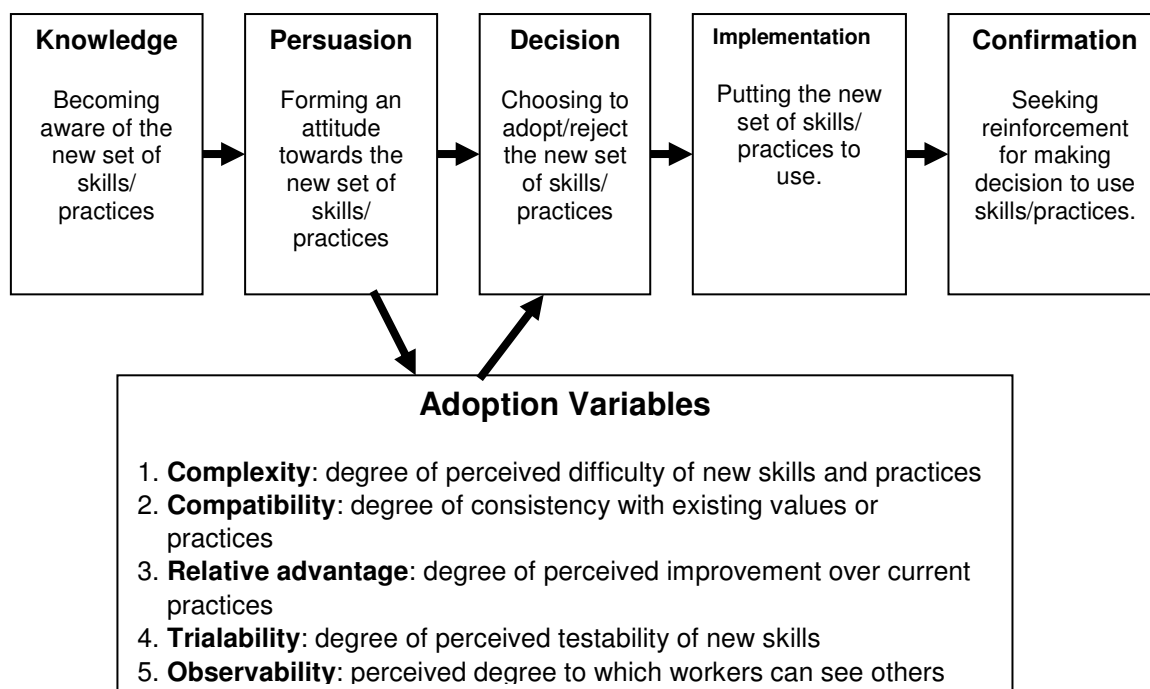 Knowledge
Becoming
aware of the
new set of
skills/
practices
Persuasion
Forming an
attitude
towards the
new set of
skills/
practices
Decision
Choosing to
adopt/reject
the new set
of skills/
practices
Implementation
Putting the new
set of skills/
practices to
use.
Confirmation
Seeking
reinforcement
for making
decision to use
skills/practices.
Adoption Variables
1. Complexity: degree of perceived difficulty of new skills and practices
2. Compatibility: degree of consistency with existing values or
practices
3. Relative advantage: degree of perceived improvement over current
practices
4. Trialability: degree of perceived testability of new skills
5. Observability: perceived degree to which workers can see others